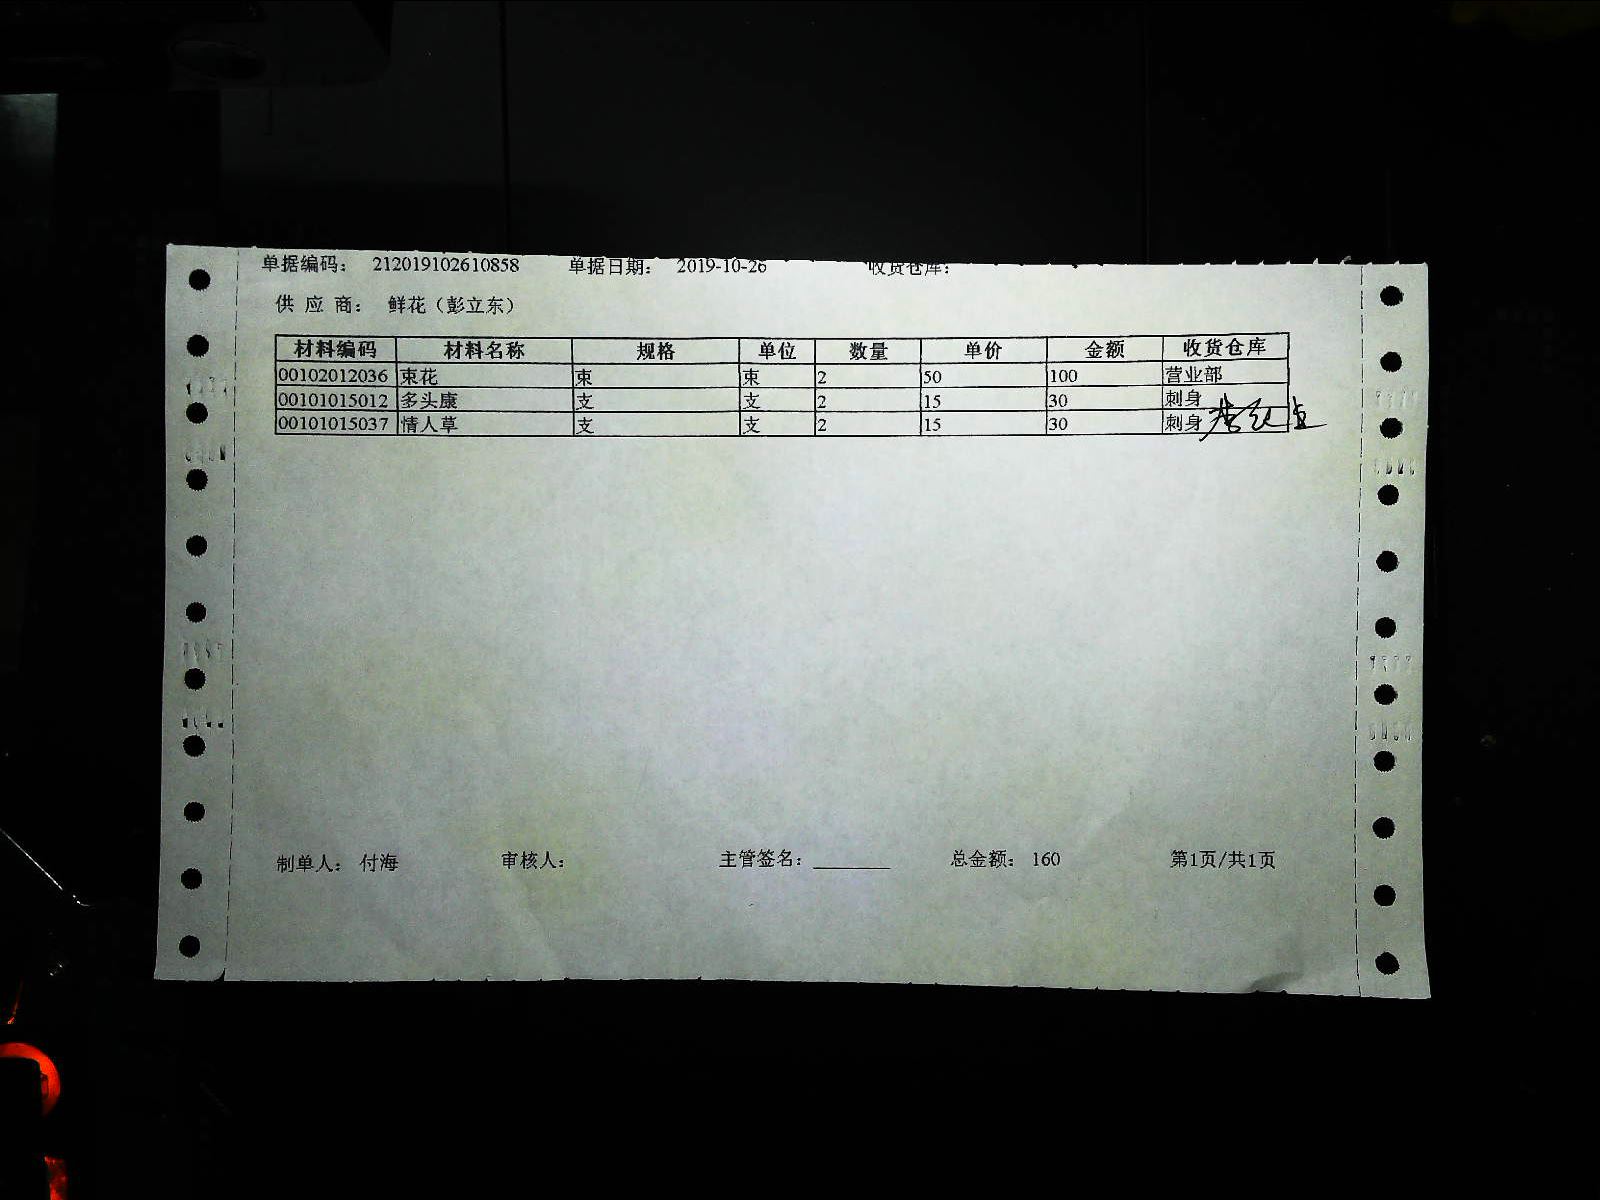 单据编码： 212019102610858 单据日期： 2019-10-26 收货仓库：
供 应 商： 鲜花（彭立东）
材料编码 材料名称 规格 单位 数量 单价 金额 收货仓库
00102012036 束花 束 束 2 50 100 营业部
00101015012 多头康 支 支 2 15 30 刺身
00101015037 情人草 支 支 2 15 30 刺身
制单人： 付海 审核人： 主管签名： 总金额： 160 第1页/共1页